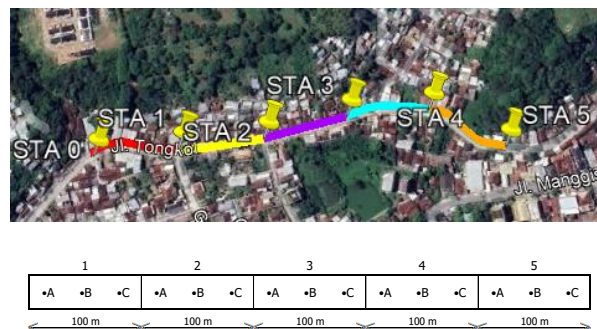 STA 3
STA 1
STA 5
STA 4
STA 2
STA 0
Jl. Tongkol
Jl. Manggis
G
1 2 3 4 5
•A •B •C •A •B •C •A •B •C •A •B •C •A •B •C
100 m 100 m 100 m 100 m 100 m